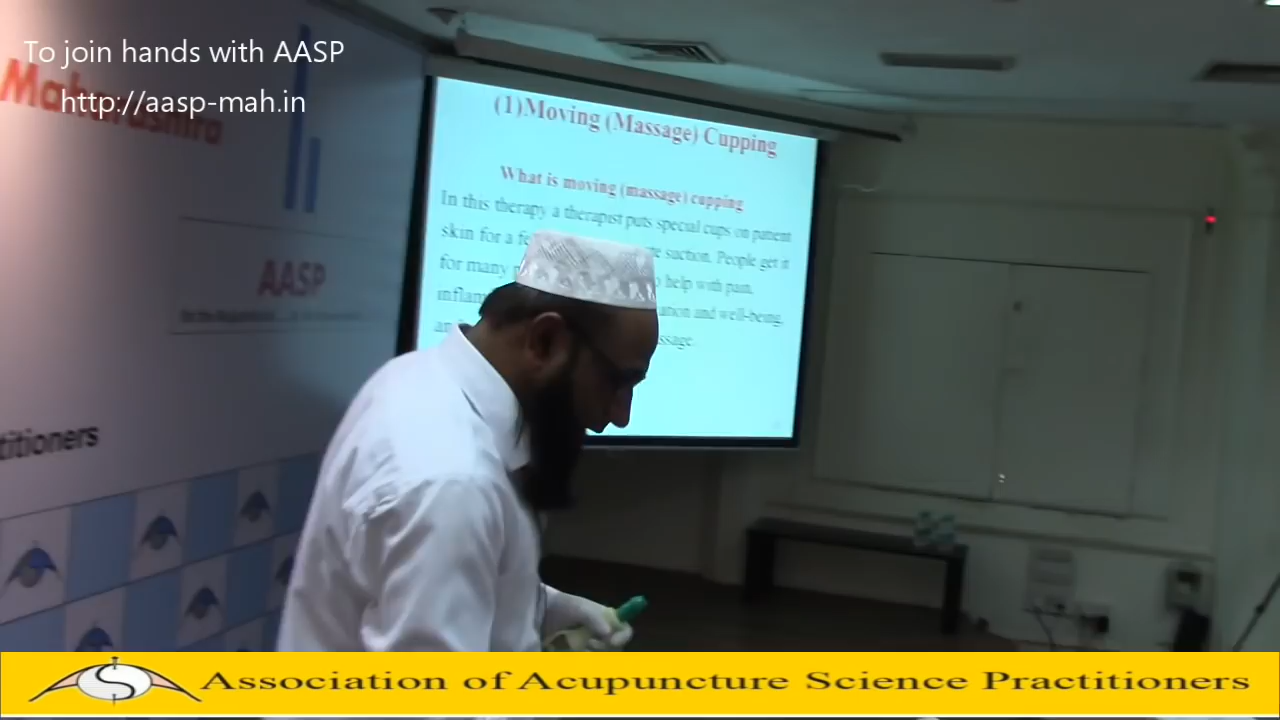 To join hands with AASP
http://aasp-mah.in
Maharashtra
AASP
titioners
(1)Moving (Massage) Cupping
What is moving (massage) cupping
In this therapy a therapist puts special cups on patient
skin for a suction. People get it
for many help with pain,
and well-being,
Association of Acupuncture Science Practitioners